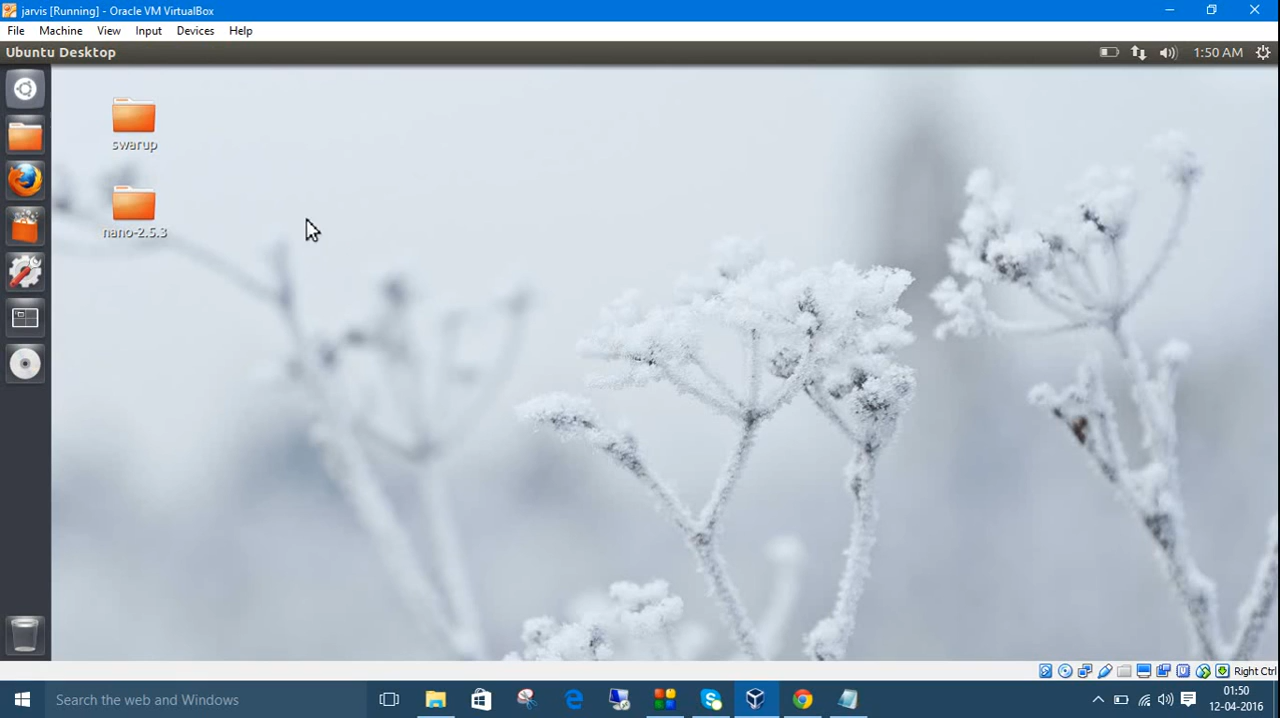 jarvis [Running] - Oracle VM VirtualBox
File Machine View Input Devices Help
Ubuntu Desktop 1:50 AM
swarup
nano-2.5.3
Right Ctrl
Search the web and Windows
01:50
12-04-2016